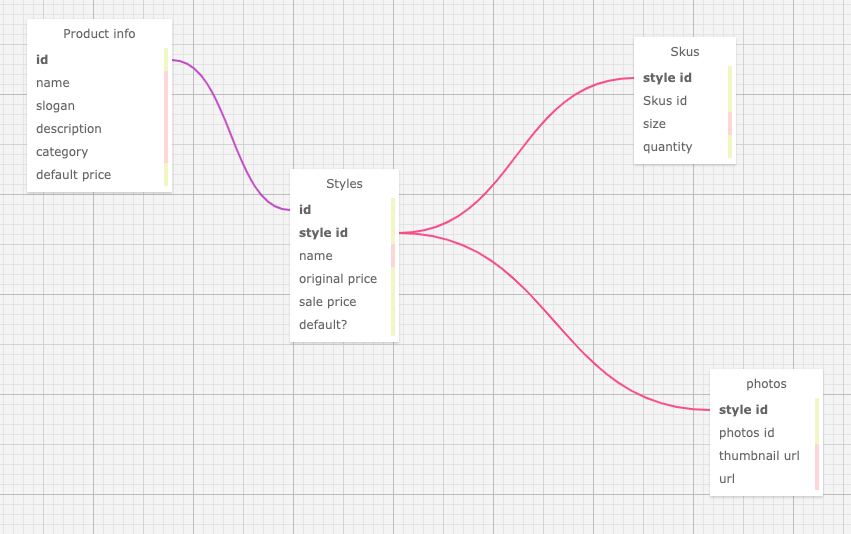 Product info
id
name
slogan
description
category
default price
Styles
id
style id
name
original price
sale price
default?
Skus
style id
Skus id
size
quantity
photos
style id
photos id
thumbnail url
url